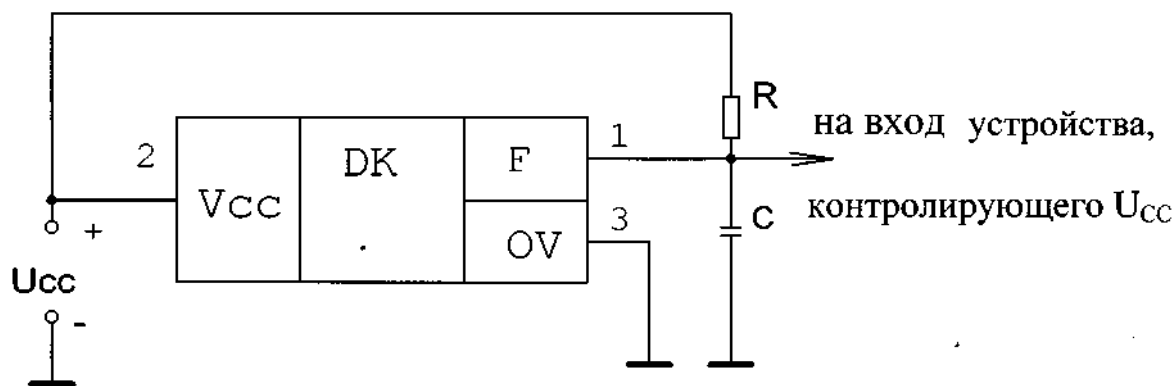 R
на вход устройства,
2
DK
F
1
Vcc
C
контролирующего UCC
OV
3
+
Ucc
-